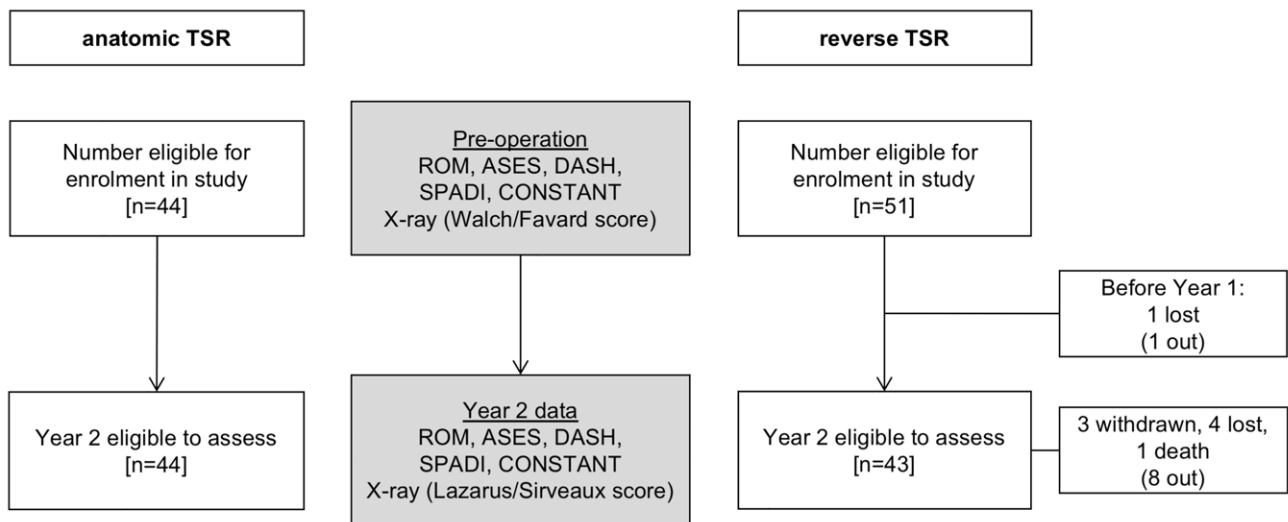 anatomic TSR
reverse TSR
Number eligible for
enrolment in study
[n=44]
Pre-operation
ROM, ASES, DASH,
SPADI, CONSTANT
X-ray (Walch/Favard score)
Number eligible for
enrolment in study
[n=51]
Before Year 1:
1 lost
(1 out)
Year 2 eligible to assess
[n=44]
Year 2 data
ROM, ASES, DASH,
SPADI, CONSTANT
X-ray (Lazarus/Sirveaux score)
Year 2 eligible to assess
[n=43]
3 withdrawn, 4 lost,
1 death
(8 out)